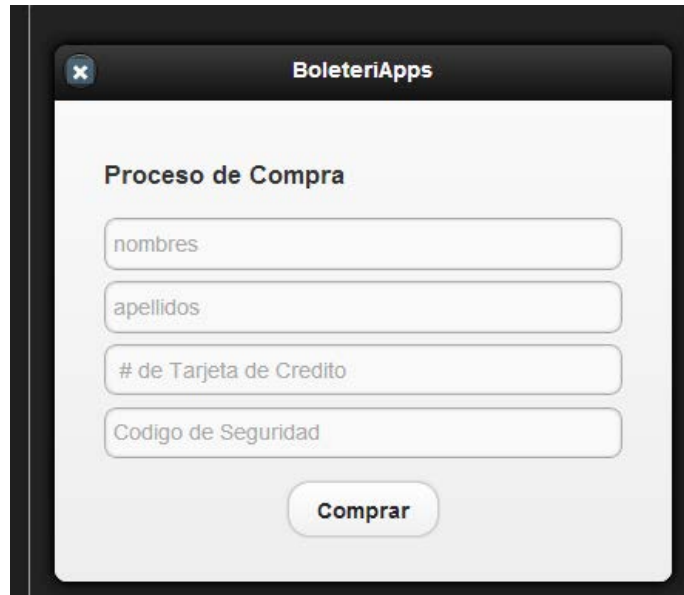 BoleteriApps
Proceso de Compra
nombres
apellidos
# de Tarjeta de Credito
Codigo de Seguridad
Comprar